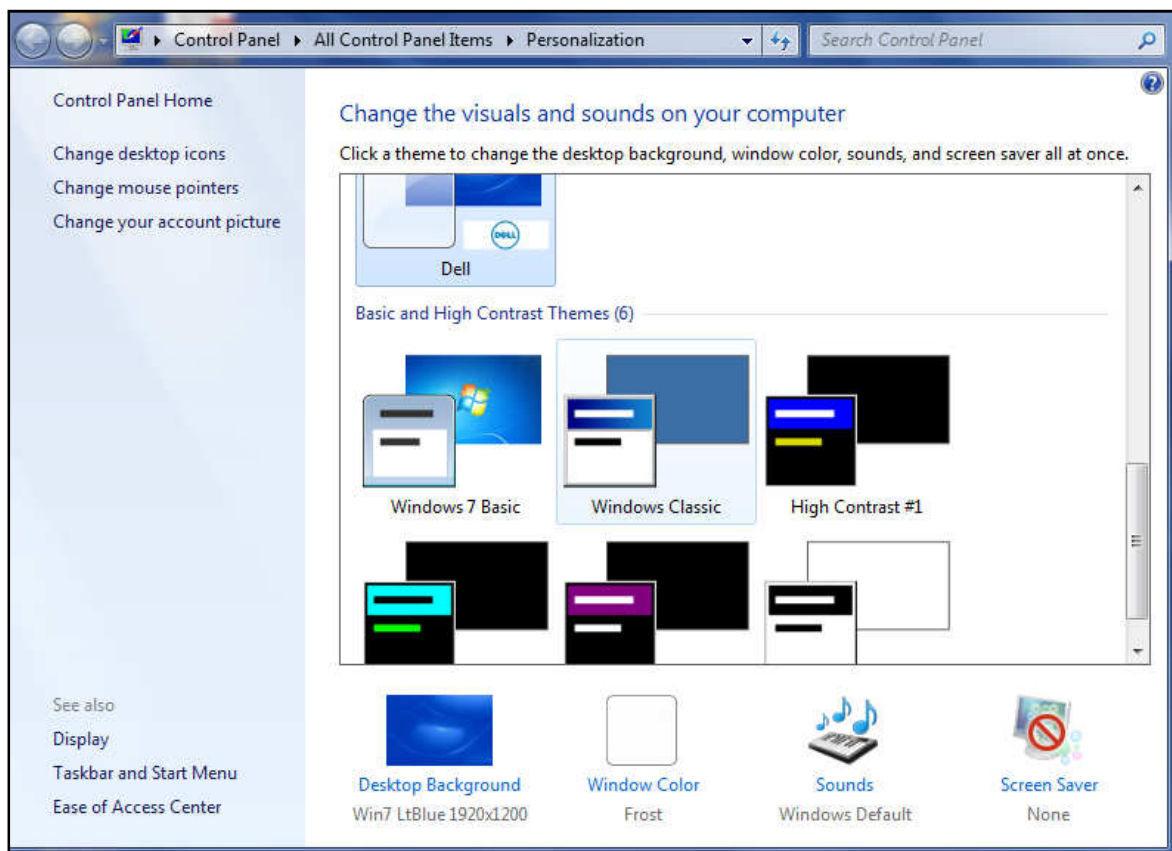 Control Panel ▸ All Control Panel Items ▸ Personalization
Search Control Panel
Control Panel Home
Change desktop icons
Change mouse pointers
Change your account picture
Change the visuals and sounds on your computer
Click a theme to change the desktop background, window color, sounds, and screen saver all at once.
DELL
Dell
Basic and High Contrast Themes (6)
Windows 7 Basic
Windows Classic
High Contrast #1
See also
Display
Taskbar and Start Menu
Ease of Access Center
Desktop Background
Win7 LtBlue 1920x1200
Window Color
Frost
Sounds
Windows Default
Screen Saver
None